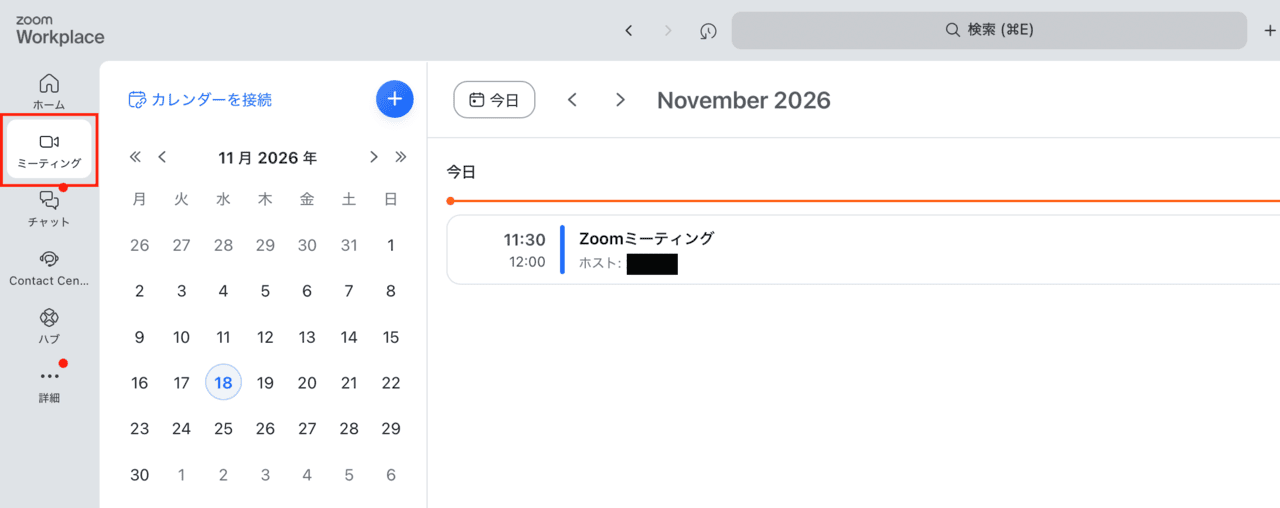 zoom
Workplace
検索 (⌘E)
ホーム
ミーティング
チャット
Contact Cen...
ハブ
詳細
カレンダーを接続
11 月 2026 年
月 火 水 木 金 土 日
26 27 28 29 30 31 1
2 3 4 5 6 7 8
9 10 11 12 13 14 15
16 17 18 19 20 21 22
23 24 25 26 27 28 29
30 1 2 3 4 5 6
今日
November 2026
今日
11:30 Zoomミーティング
12:00 ホスト: